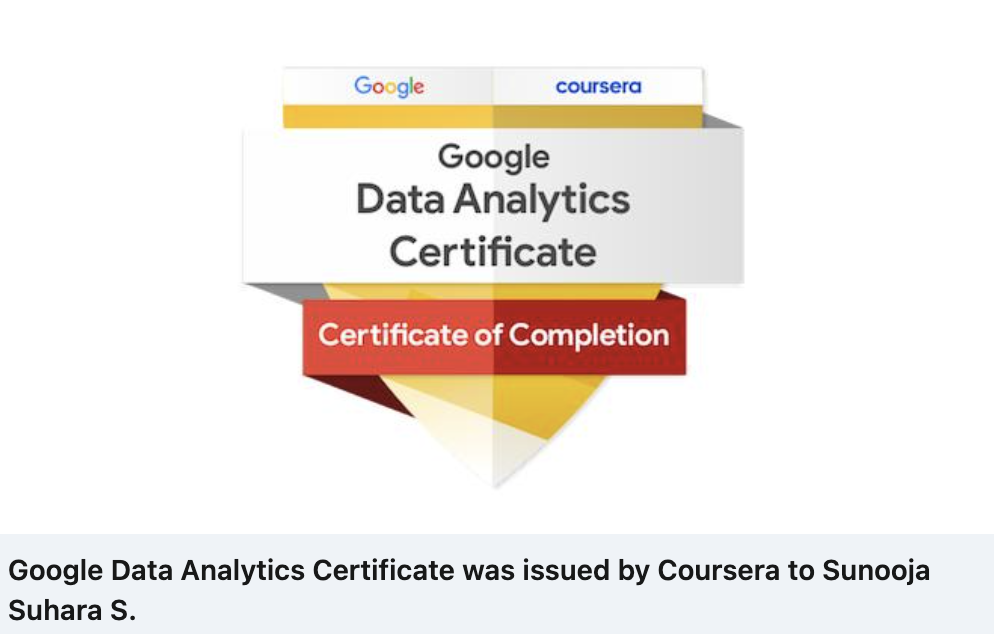 Google coursera
Google
Data Analytics
Certificate
Certificate of Completion
Google Data Analytics Certificate was issued by Coursera to Sunooja
Suhara S.